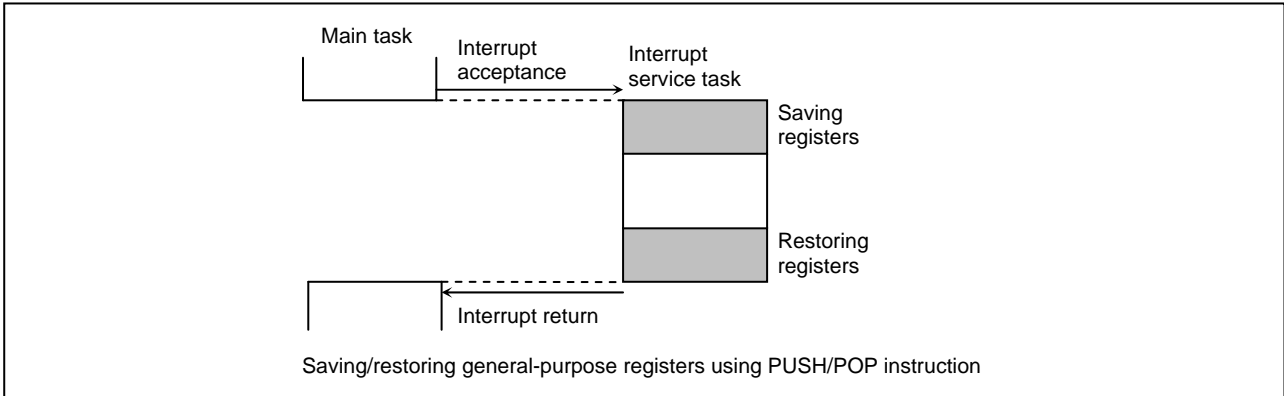 Main task
Interrupt
acceptance
Interrupt
service task
Saving
registers
Restoring
registers
Interrupt return
Saving/restoring general-purpose registers using PUSH/POP instruction